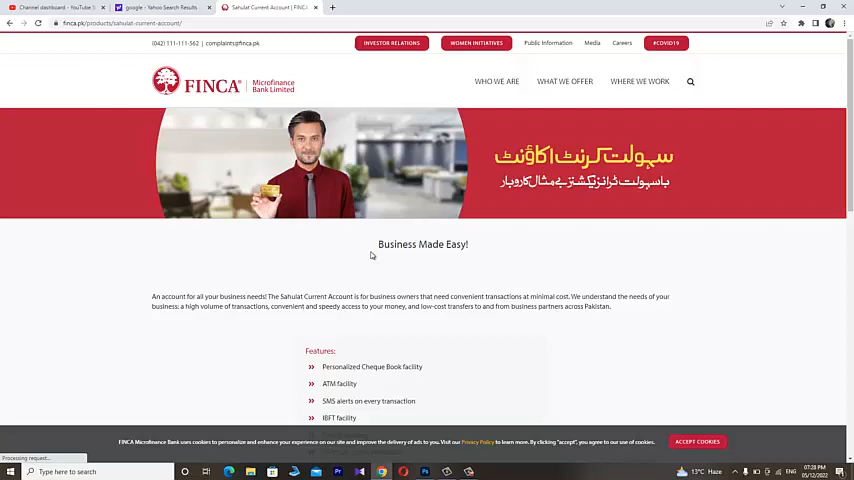 Channel dashboard - YouTube S
google - Yahoo Search Results
Sahulat Current Account | FINCA
finca.pk/products/sahulat-current-account/
(042) 111-111-562 | complaints@finca.pk
INVESTOR RELATIONS
WOMEN INITIATIVES
Public Information
Media
Careers
#COVID19
FINCA
Microfinance
Bank Limited
WHO WE ARE
WHAT WE OFFER
WHERE WE WORK
سہولت کرنٹ اکاؤنٹ
باسہولت ٹرانزیکشنز بے مثال کاروبار
Business Made Easy!
An account for all your business needs! The Sahulat Current Account is for business owners that need convenient transactions at minimal cost. We understand the needs of your
business: a high volume of transactions, convenient and speedy access to your money, and low-cost transfers to and from business partners across Pakistan.
Features:
Personalized Cheque Book facility
ATM facility
SMS alerts on every transaction
IBFT facility
FINCA Microfinance Bank uses cookies to personalize and enhance your experience on our site and improve the delivery of ads to you. Visit our Privacy Policy to learn more. By clicking "accept", you agree to our use of cookies.
ACCEPT COOKIES
Processing request...
Type here to search
13°C Haze
ENG
07:28 PM
05/12/2022